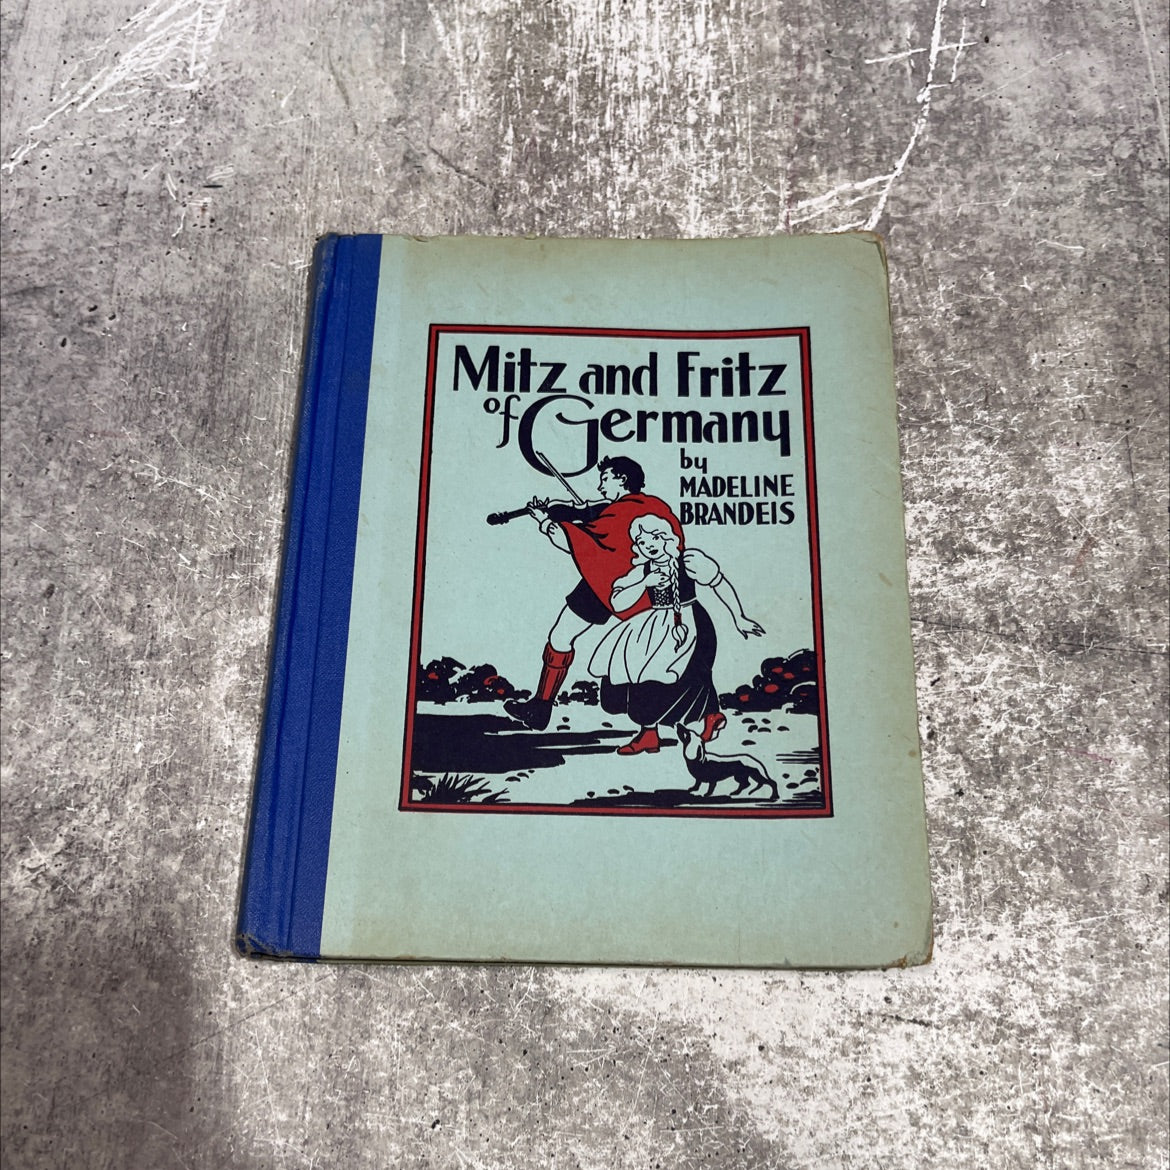 Mitz and Fritz
of Germany
by
MADELINE
BRANDEIS